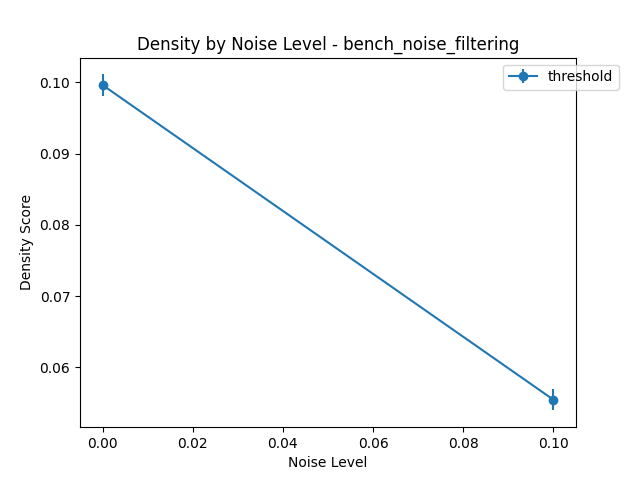 Density by Noise Level - bench_noise_filtering
threshold
Density Score
0.10
0.09
0.08
0.07
0.06
0.00 0.02 0.04 0.06 0.08 0.10
Noise Level